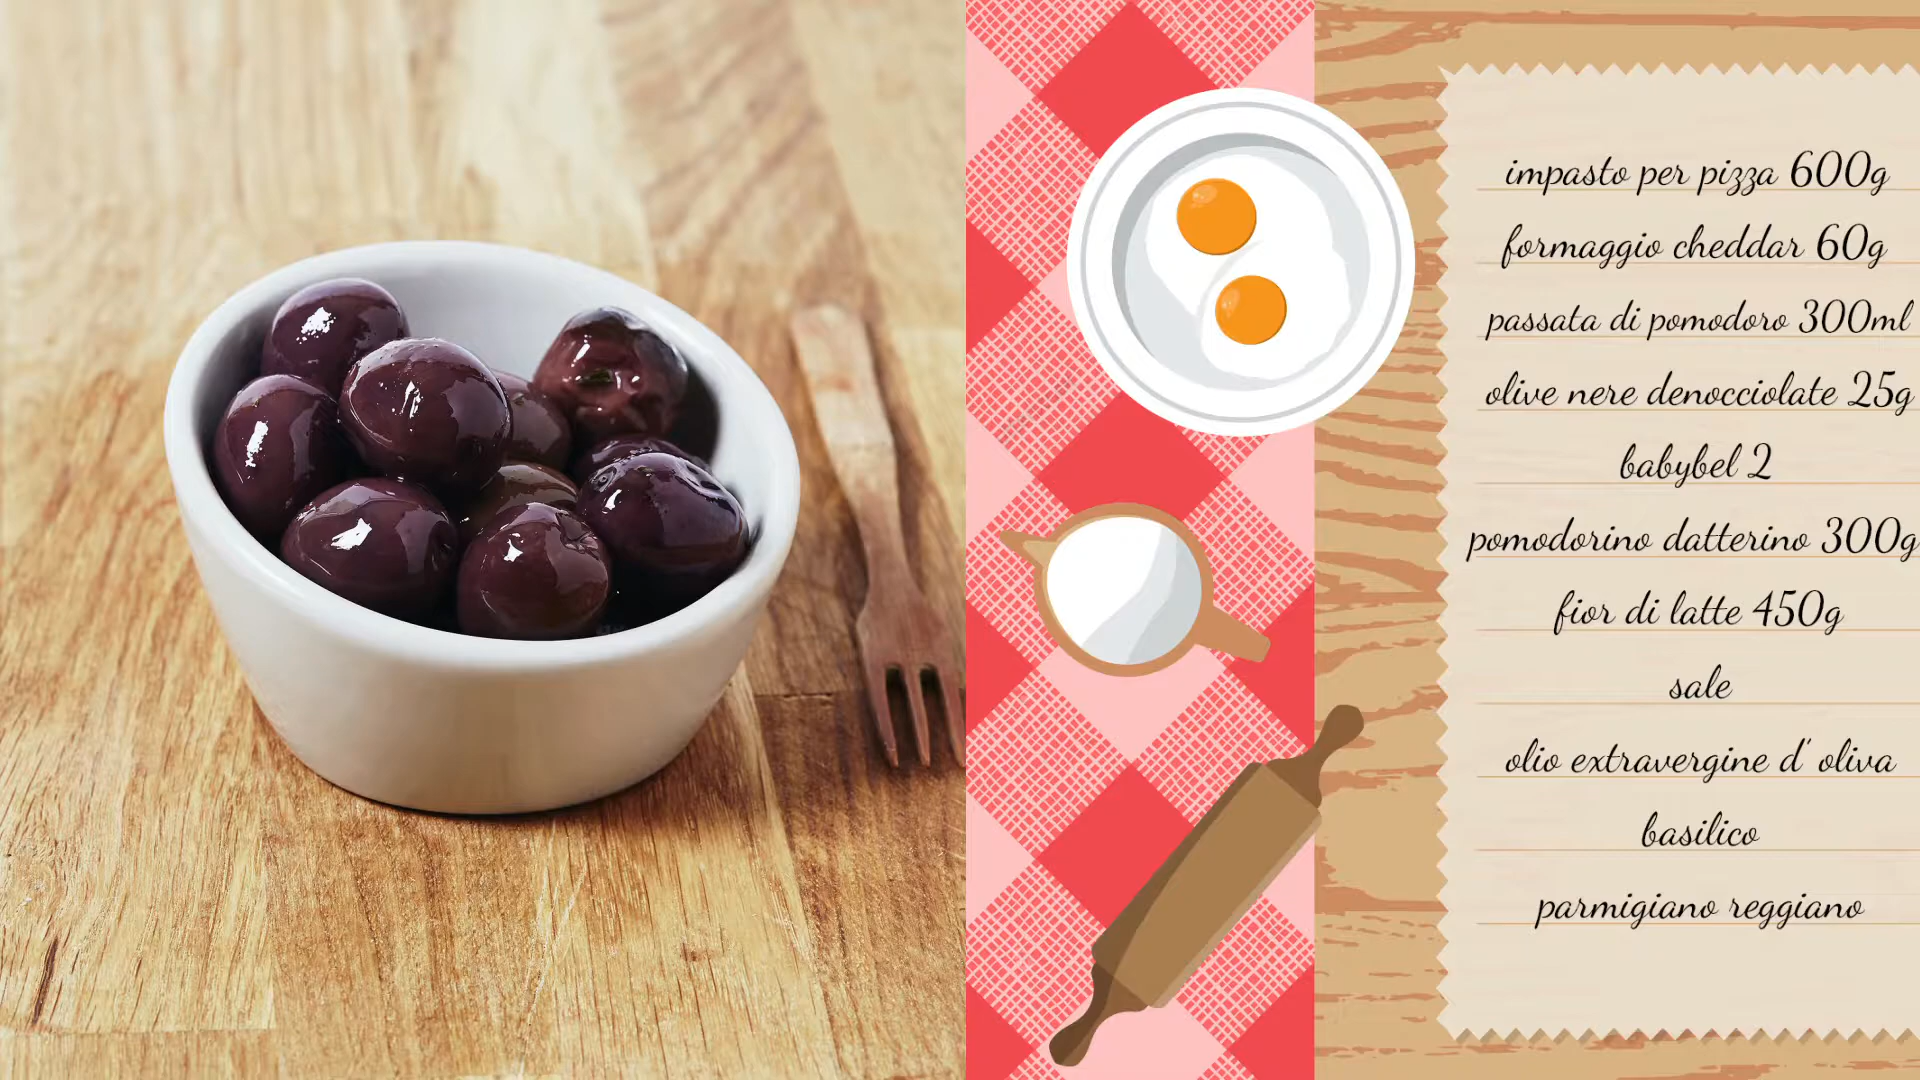 impasto per pizza 600g
formaggio cheddar 60g
passata di pomodoro 300ml
olive nere denocciolate 25g
babybel 2
pomodorino datterino 300g
fior di latte 450g
sale
olio extravergine d' oliva
basilico
parmigiano reggiano